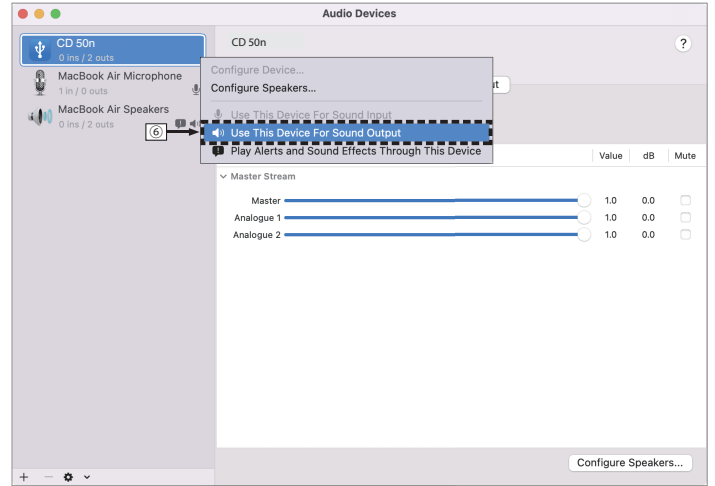 Audio Devices
CD 50n
0 ins / 2 outs
MacBook Air Microphone
1 in / 0 outs
MacBook Air Speakers
0 ins / 2 outs
⑥
CD 50n
?
Configure Device...
Configure Speakers...
Use This Device For Sound Input
Use This Device For Sound Output
Play Alerts and Sound Effects Through This Device
Value dB Mute
Master Stream
Master 1.0 0.0
Analogue 1 1.0 0.0
Analogue 2 1.0 0.0
Configure Speakers...